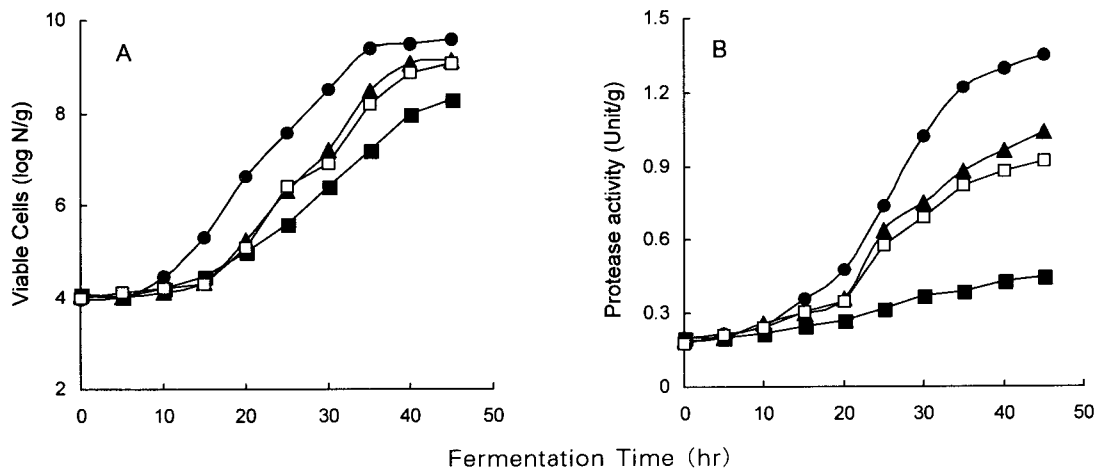 10
8
6
4
2
Viable Cells (log N/g)
A
0 10 20 30 40 50
1.5
1.2
0.9
0.6
0.3
0
Protease activity (Unit/g)
B
0 10 20 30 40 50
Fermentation Time (hr)